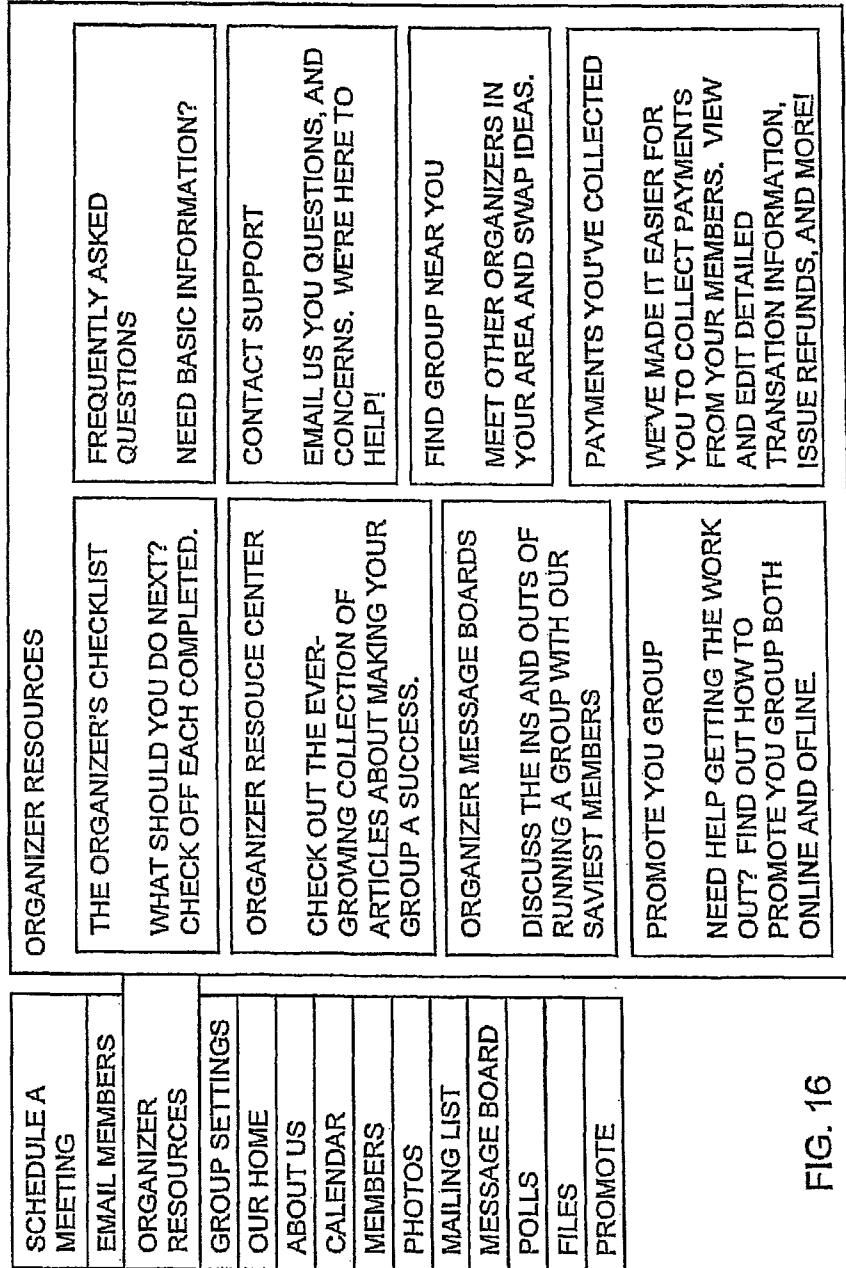 SCHEDULE A
MEETING
EMAIL MEMBERS
ORGANIZER
RESOURCES
GROUP SETTINGS
OUR HOME
ABOUT US
CALENDAR
MEMBERS
PHOTOS
MAILING LIST
MESSAGE BOARD
POLLS
FILES
PROMOTE
ORGANIZER RESOURCES
THE ORGANIZER'S CHECKLIST
WHAT SHOULD YOU DO NEXT?
CHECK OFF EACH COMPLETED.
ORGANIZER RESOUCE CENTER
CHECK OUT THE EVER-
GROWING COLLECTION OF
ARTICLES ABOUT MAKING YOUR
GROUP A SUCCESS.
ORGANIZER MESSAGE BOARDS
DISCUSS THE INS AND OUTS OF
RUNNING A GROUP WITH OUR
SAVIEST MEMBERS
PROMOTE YOU GROUP
NEED HELP GETTING THE WORK
OUT? FIND OUT HOW TO
PROMOTE YOU GROUP BOTH
ONLINE AND OFLINE.
FREQUENTLY ASKED
QUESTIONS
NEED BASIC INFORMATION?
CONTACT SUPPORT
EMAIL US YOU QUESTIONS, AND
CONCERNS. WE'RE HERE TO
HELP!
FIND GROUP NEAR YOU
MEET OTHER ORGANIZERS IN
YOUR AREA AND SWAP IDEAS.
PAYMENTS YOU'VE COLLECTED
WE'VE MADE IT EASIER FOR
YOU TO COLLECT PAYMENTS
FROM YOUR MEMBERS. VIEW
AND EDIT DETAILED
TRANSATION INFORMATION,
ISSUE REFUNDS, AND MORE!
FIG. 16